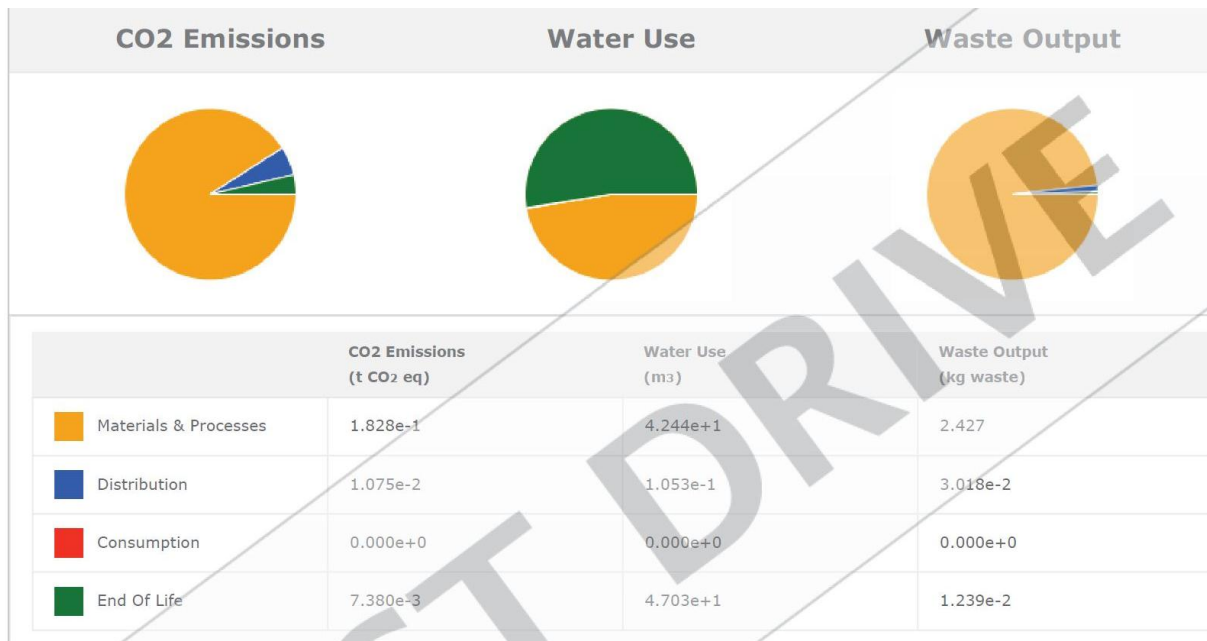 CO2 Emissions Water Use Waste Output
CO2 Emissions Water Use Waste Output
(t CO2 eq) (m3) (kg waste)
Materials & Processes 1.828e-1 4.244e+1 2.427
Distribution 1.075e-2 1.053e-1 3.018e-2
Consumption 0.000e+0 0.000e+0 0.000e+0
End Of Life 7.380e-3 4.703e+1 1.239e-2
ST DRIVE